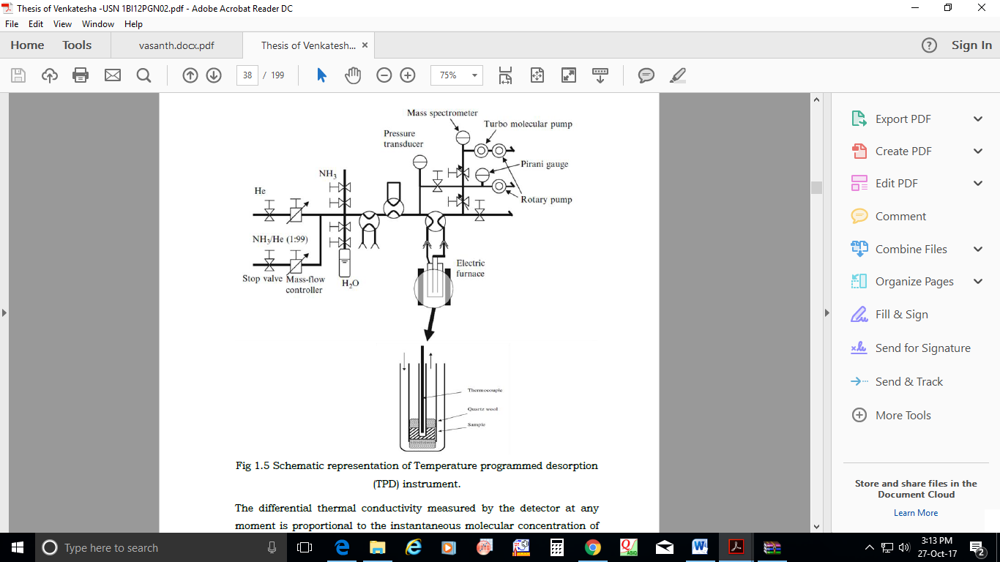 Thesis of Venkatesha -USN 1BI12PGN02.pdf - Adobe Acrobat Reader DC
File Edit View Window Help
Home Tools vasanth.docx.pdf Thesis of Venkatesh... × Sign In
38 / 199 75%
Mass spectrometer
Turbo molecular pump
Pressure
transducer
Pirani gauge
NH3
He
Rotary pump
NH3/He (1:99)
Electric
furnace
Stop valve Mass-flow
controller
H2O
Thermocouple
Quartz wool
Sample
Fig 1.5 Schematic representation of Temperature programmed desorption
(TPD) instrument.
The differential thermal conductivity measured by the detector at any
moment is proportional to the instantaneous molecular concentration of
Export PDF
Create PDF
Edit PDF
Comment
Combine Files
Organize Pages
Fill & Sign
Send for Signature
Send & Track
More Tools
Store and share files in the
Document Cloud
Learn More
Type here to search
3:13 PM
27-Oct-17
2